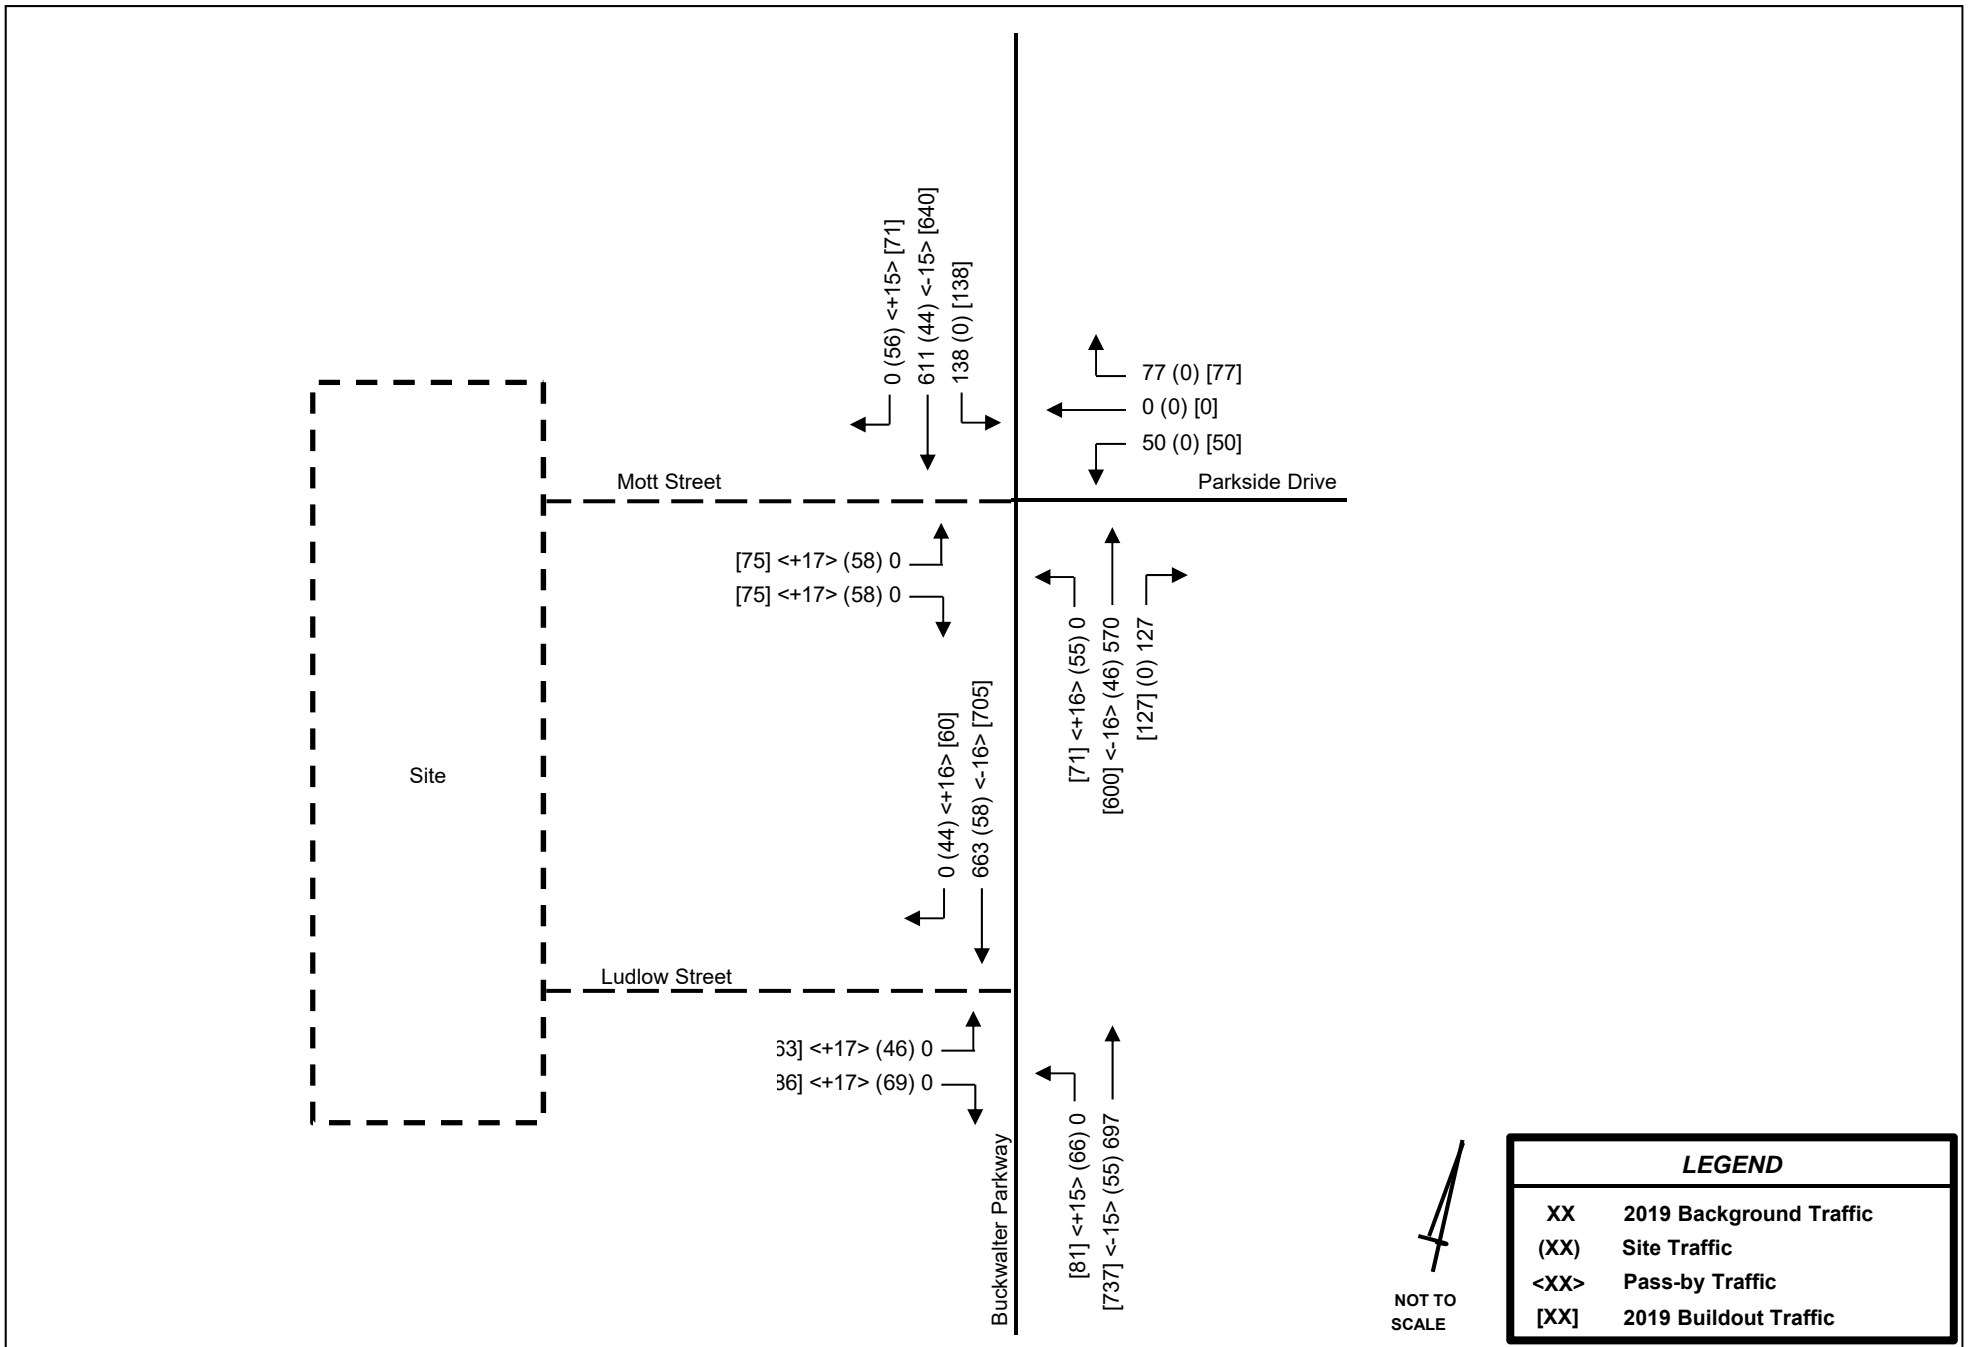 0 (56) <+15> [71]
611 (44) <-15> [640]
138 (0) [138]
77 (0) [77]
0 (0) [0]
50 (0) [50]
Mott Street
Parkside Drive
[75] <+17> (58) 0
[75] <+17> (58) 0
[71] <+16> (55) 0
[600] <-16> (46) 570
[127] (0) 127
Site
0 (44) <+16> [60]
663 (58) <-16> [705]
Ludlow Street
63] <+17> (46) 0
<+17> (69) 0
[81] <+15> (66) 0
[737] <-15> (55) 697
Buckwalter Parkway
NOT TO
SCALE
LEGEND
XX 2019 Background Traffic
(XX) Site Traffic
<XX> Pass-by Traffic
[XX] 2019 Buildout Traffic